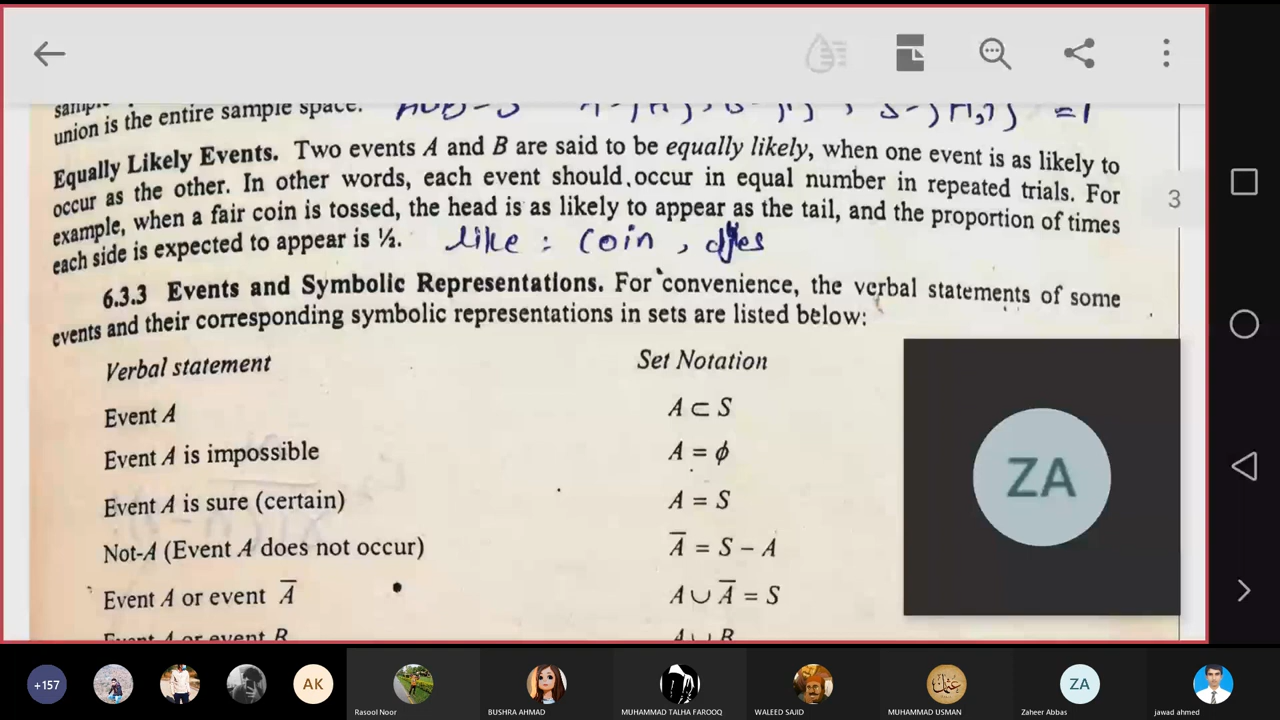 sample
union is the entire sample space. AUB = S
Equally Likely Events. Two events A and B are said to be equally likely, when one event is as likely to
occur as the other. In other words, each event should occur in equal number in repeated trials. For
example, when a fair coin is tossed, the head is as likely to appear as the tail, and the proportion of times
each side is expected to appear is ½. like : Coin ,
3
6.3.3 Events and Symbolic Representations. For convenience, the verbal statements of some
events and their corresponding symbolic representations in sets are listed below:
Verbal statement Set Notation
Event A A ⊂ S
Event A is impossible A = ϕ
Event A is sure (certain) A = S
Not-A (Event A does not occur) A̅ = S – A
Event A or event A̅ A ∪ A̅ = S
Event A or event B A ∪ B
ZA
+157
AK
Rasool Noor
BUSHRA AHMAD
MUHAMMAD TALHA FAROOQ
WALEED SAJID
MUHAMMAD USMAN
ZA
Zaheer Abbas
jawad ahmed